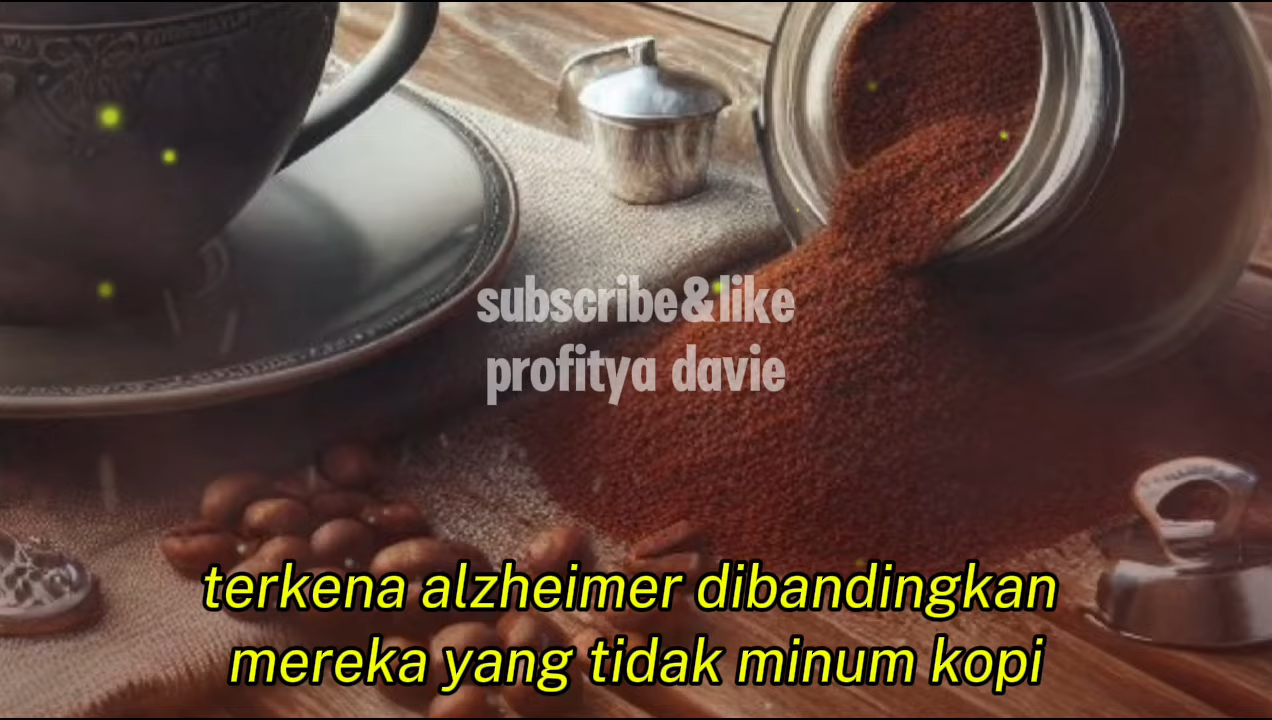 subscribe&like
profitya davie
terkena alzheimer dibandingkan
mereka yang tidak minum kopi